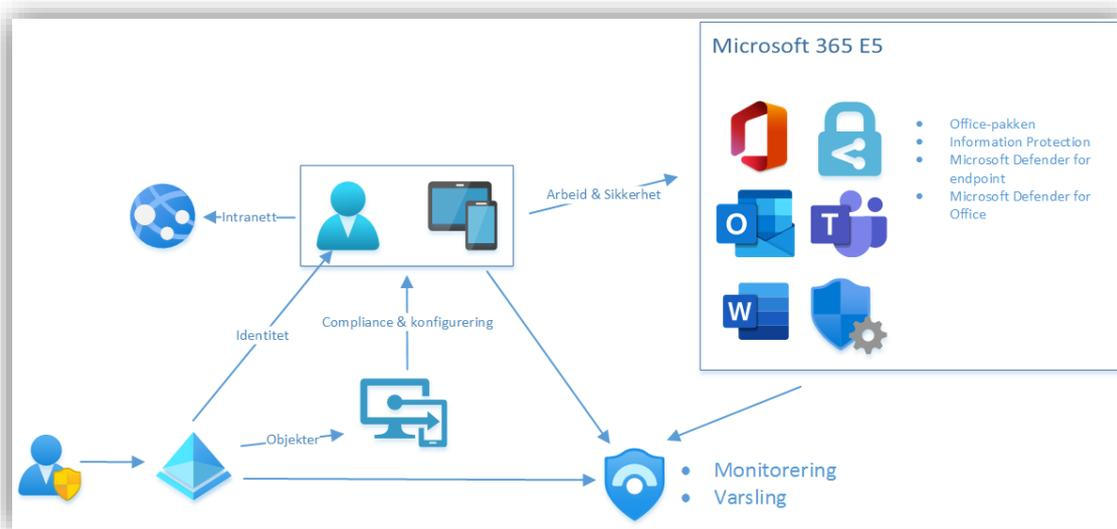 Microsoft 365 E5
Office-pakken
Information Protection
Microsoft Defender for
endpoint
Microsoft Defender for
Office
O
T
W
Arbeid & Sikkerhet
Intranett
Identitet
Compliance & konfigurering
Objekter
Monitorering
Varsling